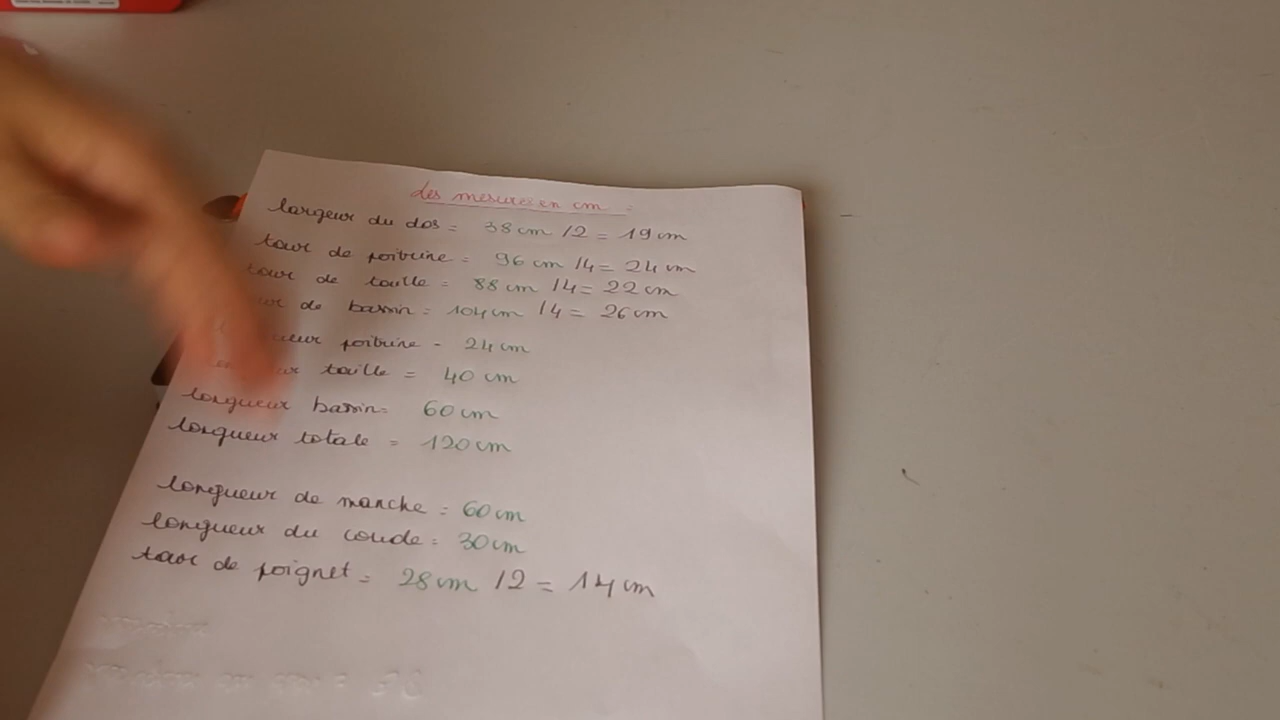 des mesures en cm :
largeur du dos = 38 cm /2 = 19 cm
tour de poitrine = 96 cm /4 = 24 cm
tour de taille = 88 cm /4 = 22 cm
de bassin = 104 cm /4 = 26 cm
poitrine = 24 cm
taille = 40 cm
longueur bassin = 60 cm
longueur totale = 120 cm
longueur de manche = 60 cm
longueur du coude = 30 cm
tour de poignet = 28 cm /2 = 14 cm